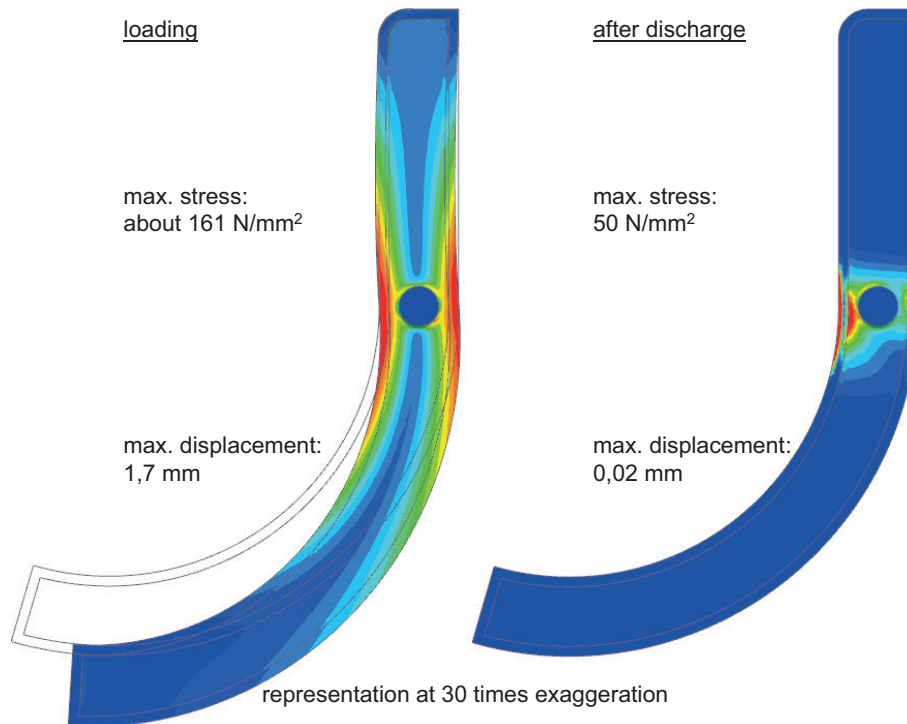 loading
after discharge
max. stress:
about 161 N/mm²
max. stress:
50 N/mm²
max. displacement:
1,7 mm
max. displacement:
0,02 mm
representation at 30 times exaggeration